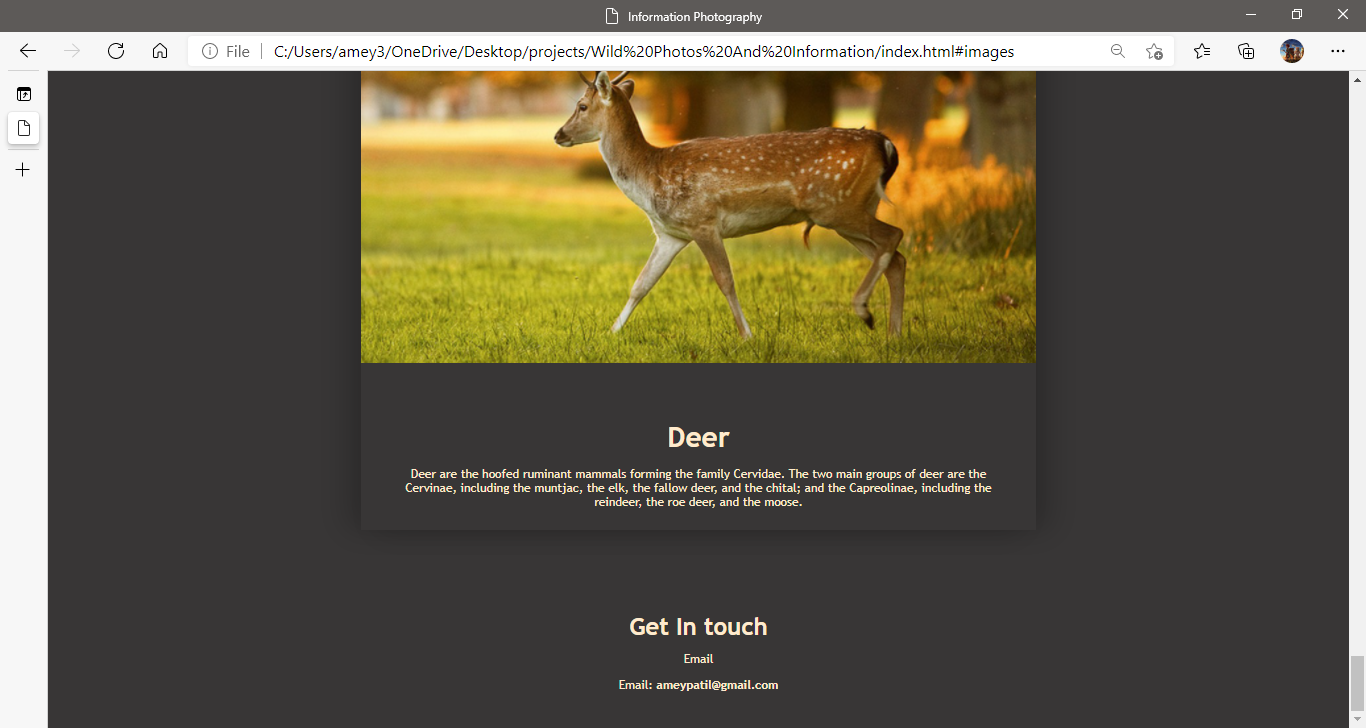 Information Photography
File
C:/Users/amey3/OneDrive/Desktop/projects/Wild%20Photos%20And%20Information/index.html#images
Deer
Deer are the hoofed ruminant mammals forming the family Cervidae. The two main groups of deer are the
Cervinae, including the muntjac, the elk, the fallow deer, and the chital; and the Capreolinae, including the
reindeer, the roe deer, and the moose.
Get In touch
Email
Email: ameypatil@gmail.com